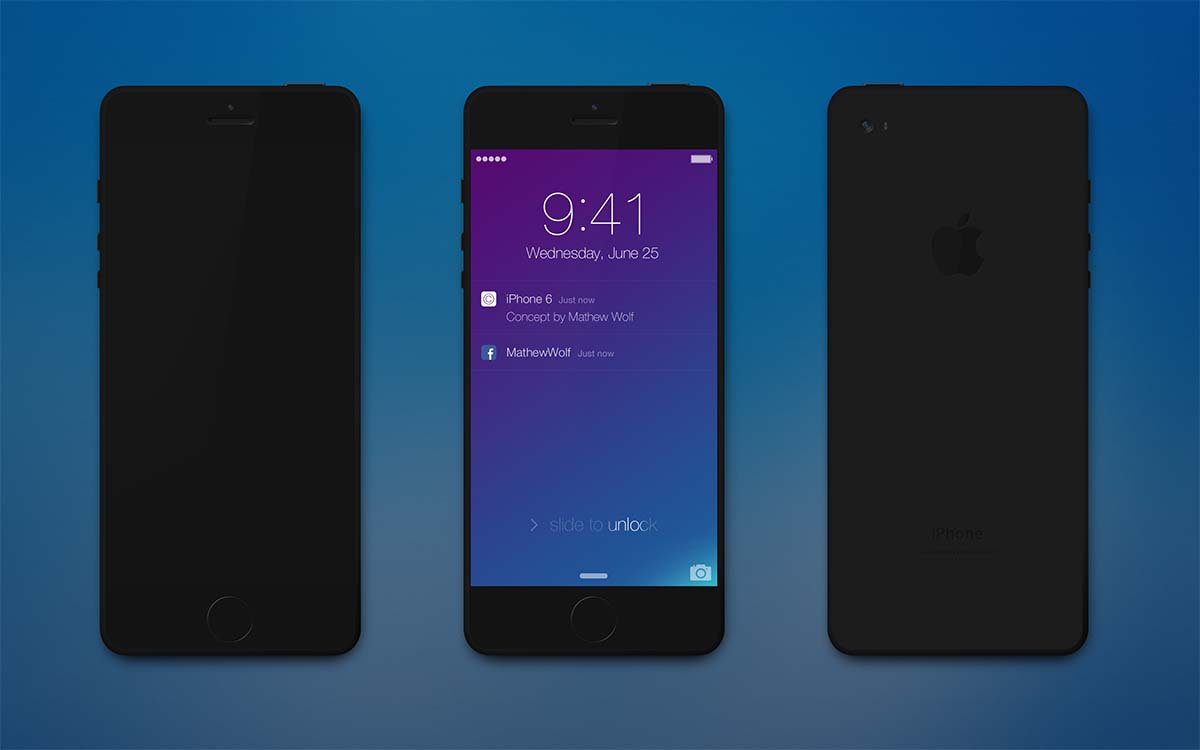 9:41
Wednesday, June 25
iPhone 6 Just now
Concept by Mathew Wolf
MathewWolf Just now
slide to unlock
iPhone